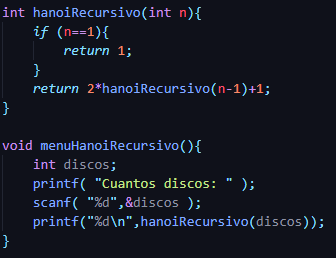 int hanoiRecursivo(int n){
    if (n==1){
        return 1;
    }
    return 2*hanoiRecursivo(n-1)+1;
}

void menuHanoiRecursivo(){
    int discos;
    printf( "Cuantos discos: " );
    scanf( "%d",&discos );
    printf("%d\n",hanoiRecursivo(discos));
}